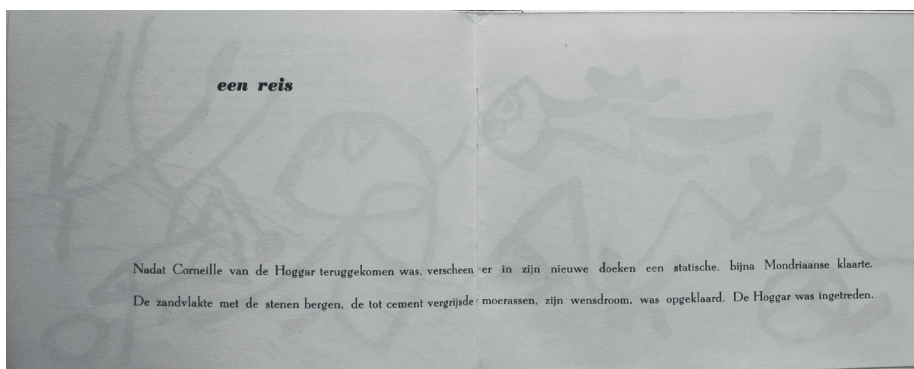 een reis
Nadat Corneille van de Hoggar teruggekomen was, verscheen er in zijn nieuwe doeken een statische, bijna Mondriaanse klaarte.
De zandvlakte met de stenen bergen, de tot cement vergrijsde moerassen, zijn wensdroom, was opgeklaard. De Hoggar was ingetreden.